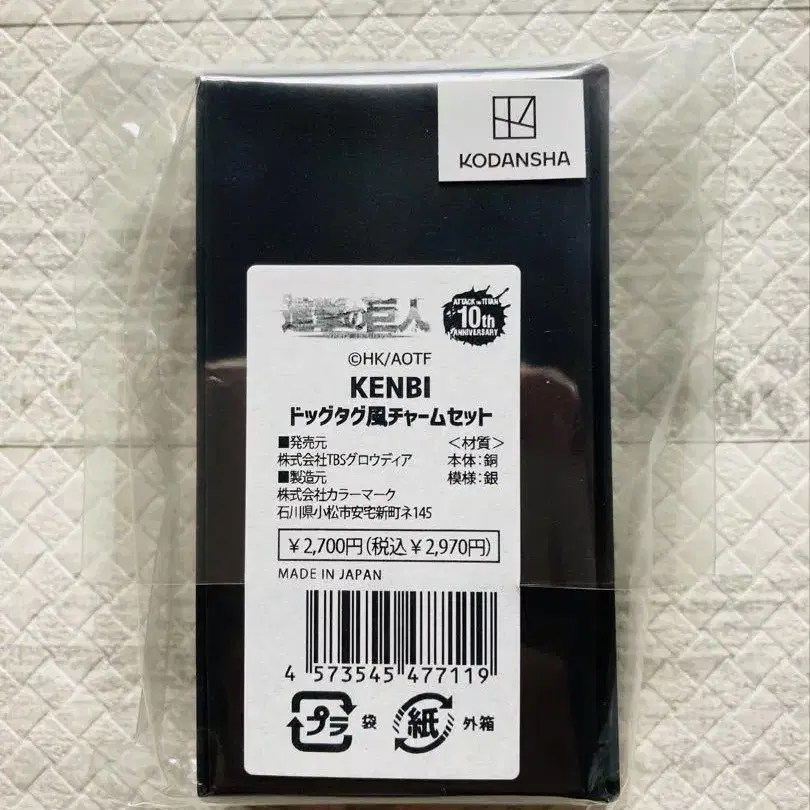 KODANSHA
進撃の巨人
ATTACK ON TITAN
10th
ANNIVERSARY
©HK/AOTF
KENBI
ドッグタグ風チャームセット
■発売元 <材質>
株式会社TBSグロウディア 本体:銅
■製造元 模様:銀
株式会社カラーマーク
石川県小松市安宅新町ネ145
¥2,700円(税込¥2,970円)
MADE IN JAPAN
4 573545 477119
プラ 袋 紙 外箱